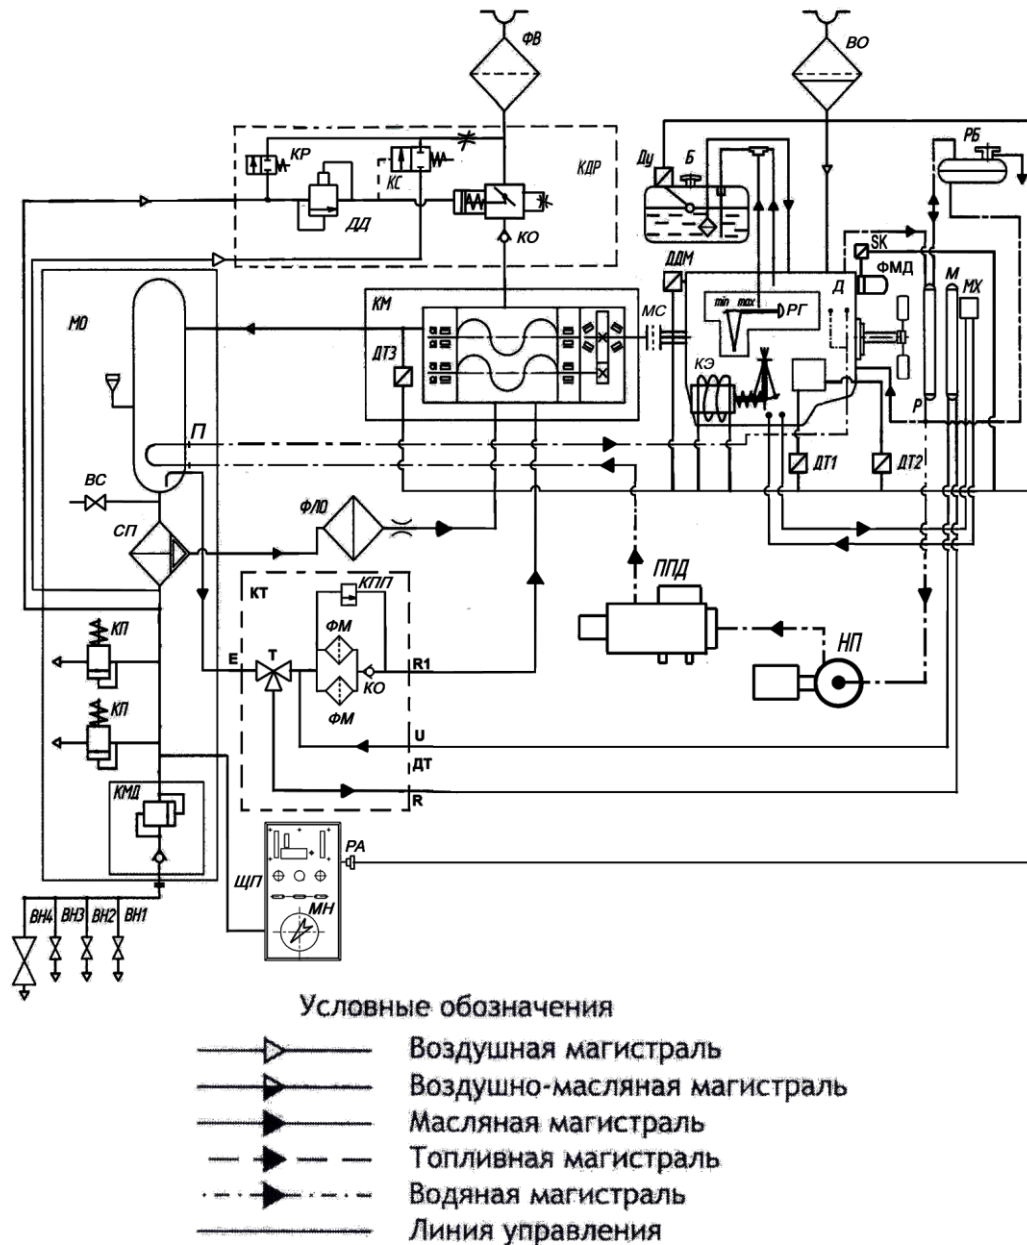 ФВ
ВО
КР
КС
КДР
ДД
КО
Ду
Б
РБ
SK
ФМД
М
МХ
Д
ДДМ
min max
РГ
МС
КМ
МО
ДТ3
КЭ
Р
П
ДТ1
ДТ2
ВС
ФЛО
СП
КТ
КПП
ППД
ФМ
НП
КП
Е
Т
R1
КО
ФМ
КП
U
ДТ
R
КМД
РА
ЩП
МН
ВН4
ВН3
ВН2
ВН1
Условные обозначения
Воздушная магистраль
Воздушно-масляная магистраль
Масляная магистраль
Топливная магистраль
Водяная магистраль
Линия управления